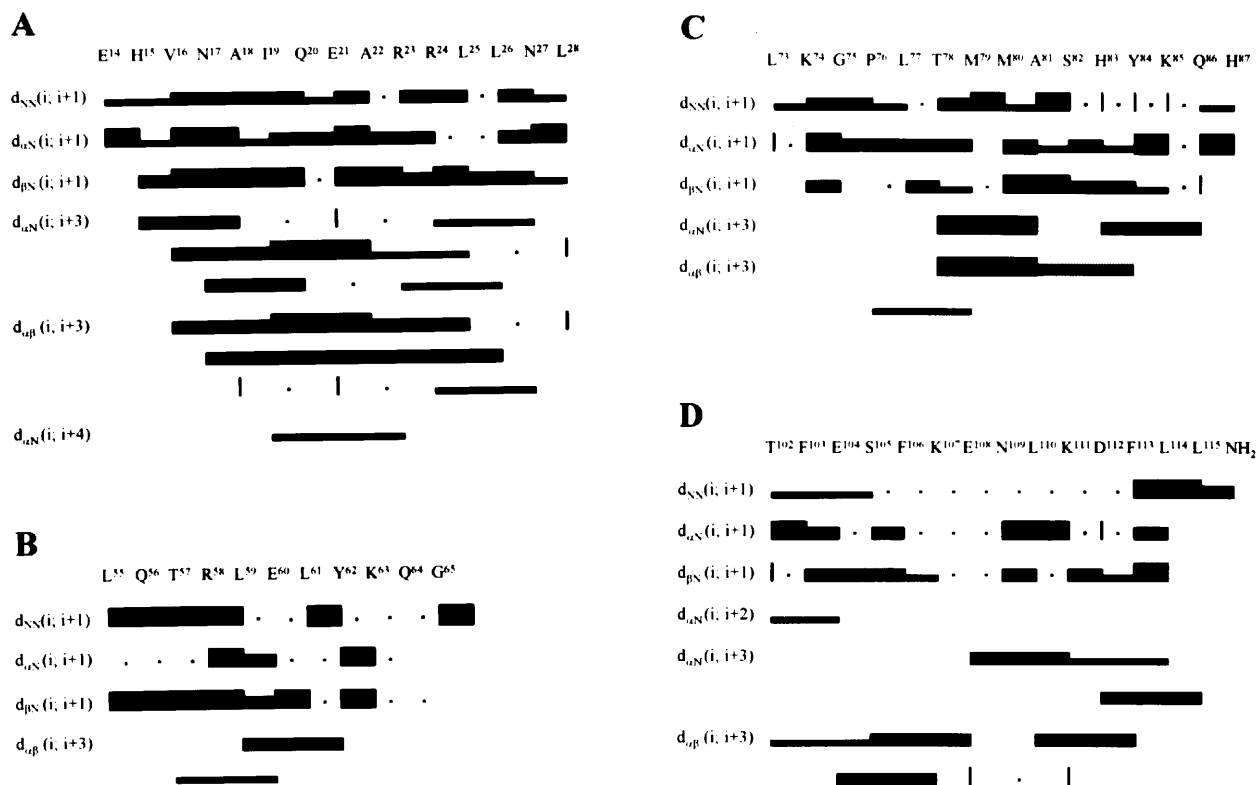 A
E14 H15 V16 N17 A18 I19 Q20 E21 A22 R23 R24 L25 L26 N27 L28
dNN(i; i+1)
dαN(i; i+1)
dβN(i; i+1)
dαN(i; i+3)
dαβ(i; i+3)
dαN(i; i+4)
B
L55 Q56 T57 R58 L59 E60 L61 Y62 K63 Q64 G65
dNN(i; i+1)
dαN(i; i+1)
dβN(i; i+1)
dαβ(i; i+3)
C
L73 K74 G75 P76 L77 T78 M79 M80 A81 S82 H83 Y84 K85 Q86 H87
dNN(i; i+1)
dαN(i; i+1)
dβN(i; i+1)
dαN(i; i+3)
dαβ(i; i+3)
D
T102 F103 E104 S105 F106 K107 E108 N109 L110 K111 D112 F113 L114 L115 NH2
dNN(i; i+1)
dαN(i; i+1)
dβN(i; i+1)
dαN(i; i+2)
dαN(i; i+3)
dαβ(i; i+3)